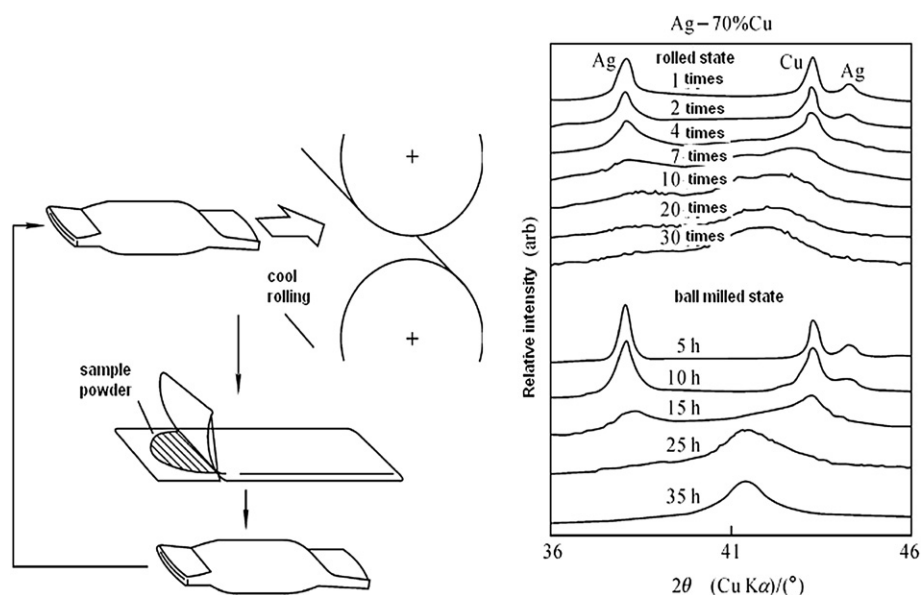 cool
rolling
sample
powder
Ag−70%Cu
rolled state
Ag
Cu
Ag
1 times
2 times
4 times
7 times
10 times
20 times
30 times
ball milled state
5 h
10 h
15 h
25 h
35 h
Relative intensity (arb)
36
41
46
2θ (Cu Kα)/(°)